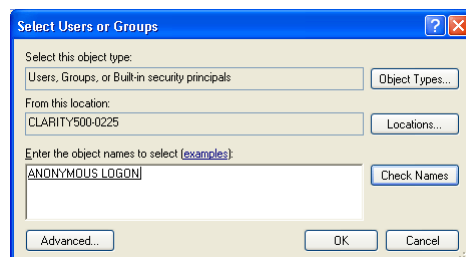 Select Users or Groups
Select this object type:
Users, Groups, or Built-in security principals
Object Types...
From this location:
CLARITY500-0225
Locations...
Enter the object names to select (examples):
ANONYMOUS LOGON
Check Names
Advanced...
OK
Cancel